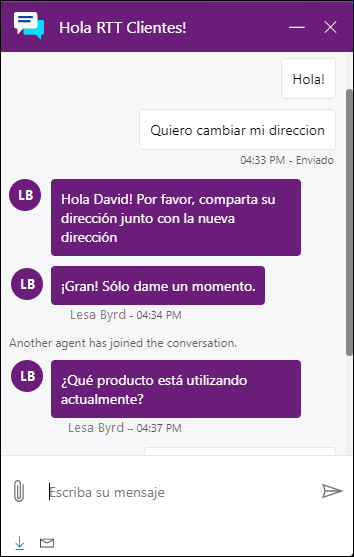 Hola RTT Clientes!
Hola!
Quiero cambiar mi direccion
04:33 PM - Enviado
LB
Hola David! Por favor, comparta su
dirección junto con la nueva
dirección
LB
¡Gran! Sólo dame un momento.
Lesa Byrd - 04:34 PM
Another agent has joined the conversation.
LB
¿Qué producto está utilizando
actualmente?
Lesa Byrd -- 04:37 PM
Escriba su mensaje